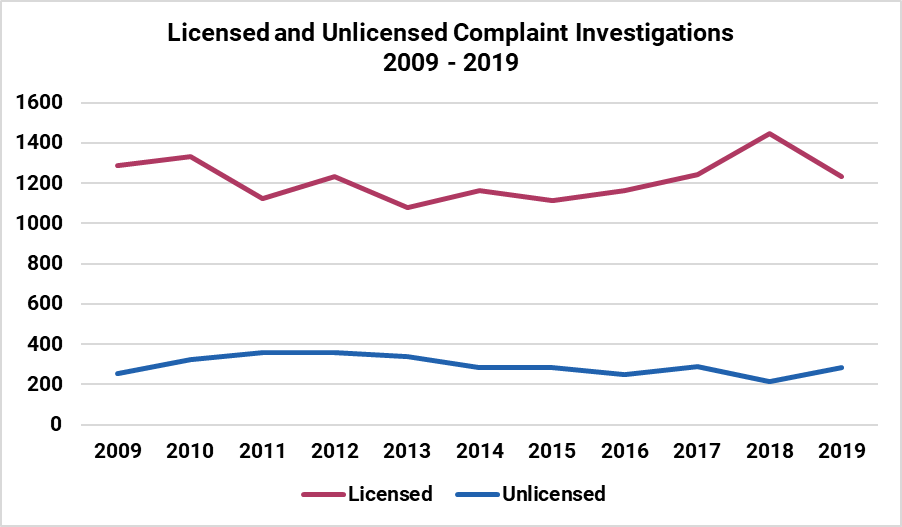 Licensed and Unlicensed Complaint Investigations
2009 - 2019
1600
1400
1200
1000
800
600
400
200
0
2009 2010 2011 2012 2013 2014 2015 2016 2017 2018 2019
Licensed Unlicensed